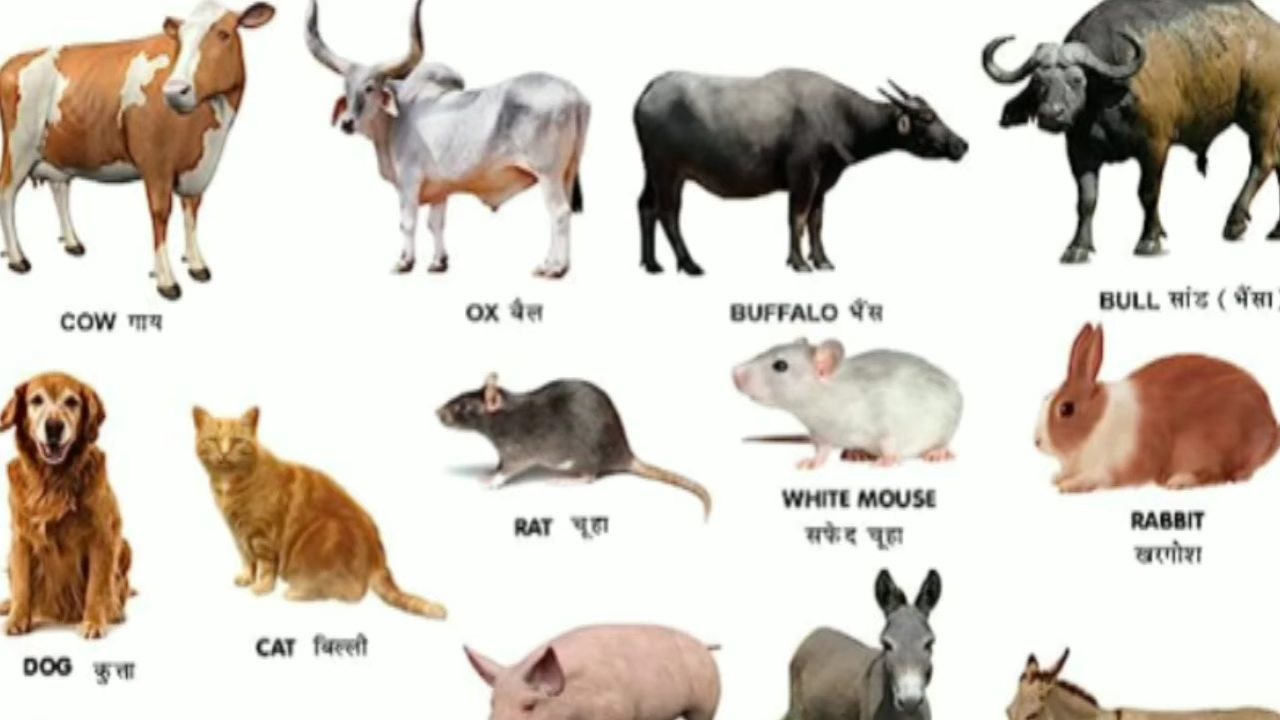 COW गाय
OX बैल
BUFFALO भैंस
BULL सांड ( भैंसा )
RAT चूहा
WHITE MOUSE
सफेद चूहा
RABBIT
खरगोश
CAT बिल्ली
DOG कुत्ता